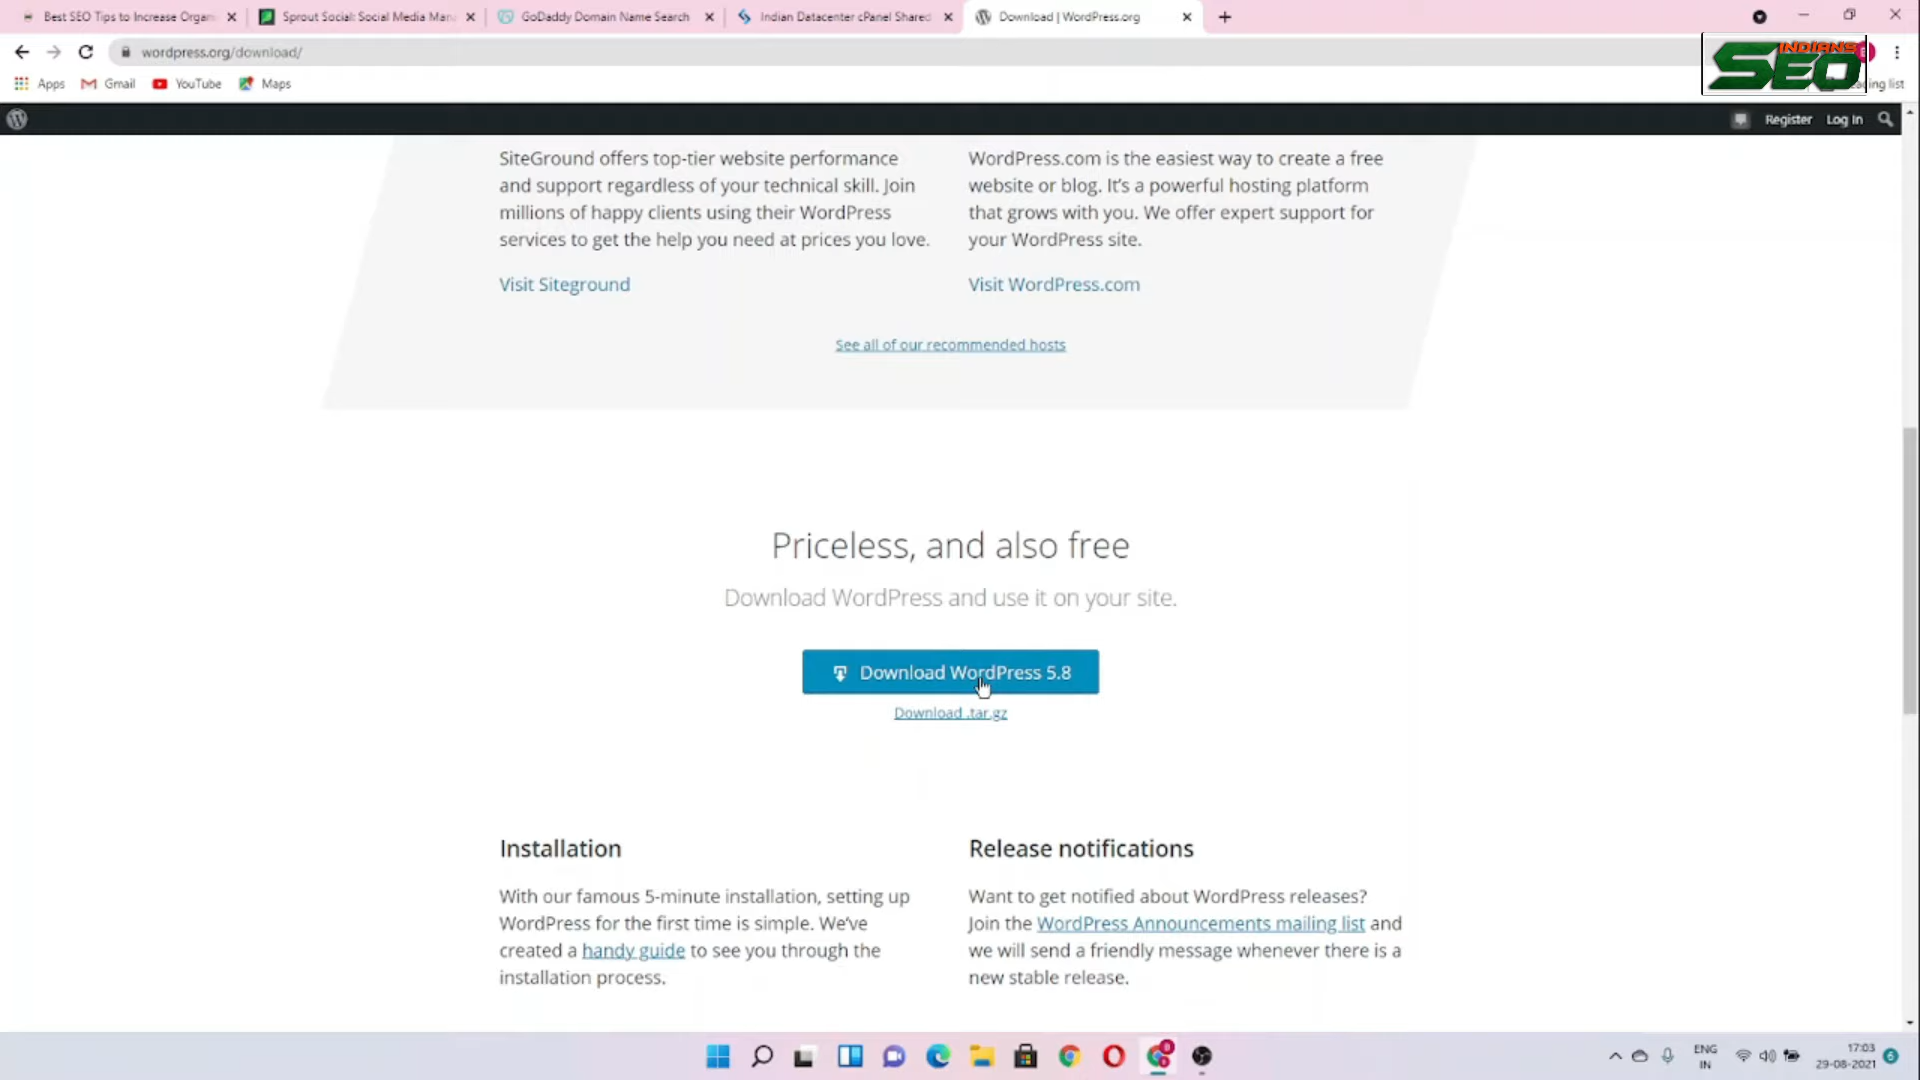 Best SEO Tips to Increase Organ
Sprout Social: Social Media Man
GoDaddy Domain Name Search
Indian Datacenter cPanel Shared
Download | WordPress.org
wordpress.org/download/
INDIANS
SEO
Apps
Gmail
YouTube
Maps
ing list
Register
Log In
SiteGround offers top-tier website performance
and support regardless of your technical skill. Join
millions of happy clients using their WordPress
services to get the help you need at prices you love.
Visit Siteground
WordPress.com is the easiest way to create a free
website or blog. It's a powerful hosting platform
that grows with you. We offer expert support for
your WordPress site.
Visit WordPress.com
See all of our recommended hosts
Priceless, and also free
Download WordPress and use it on your site.
Download WordPress 5.8
Download .tar.gz
Installation
With our famous 5-minute installation, setting up
WordPress for the first time is simple. We've
created a handy guide to see you through the
installation process.
Release notifications
Want to get notified about WordPress releases?
Join the WordPress Announcements mailing list and
we will send a friendly message whenever there is a
new stable release.
ENG
IN
17:03
29-08-2021
6